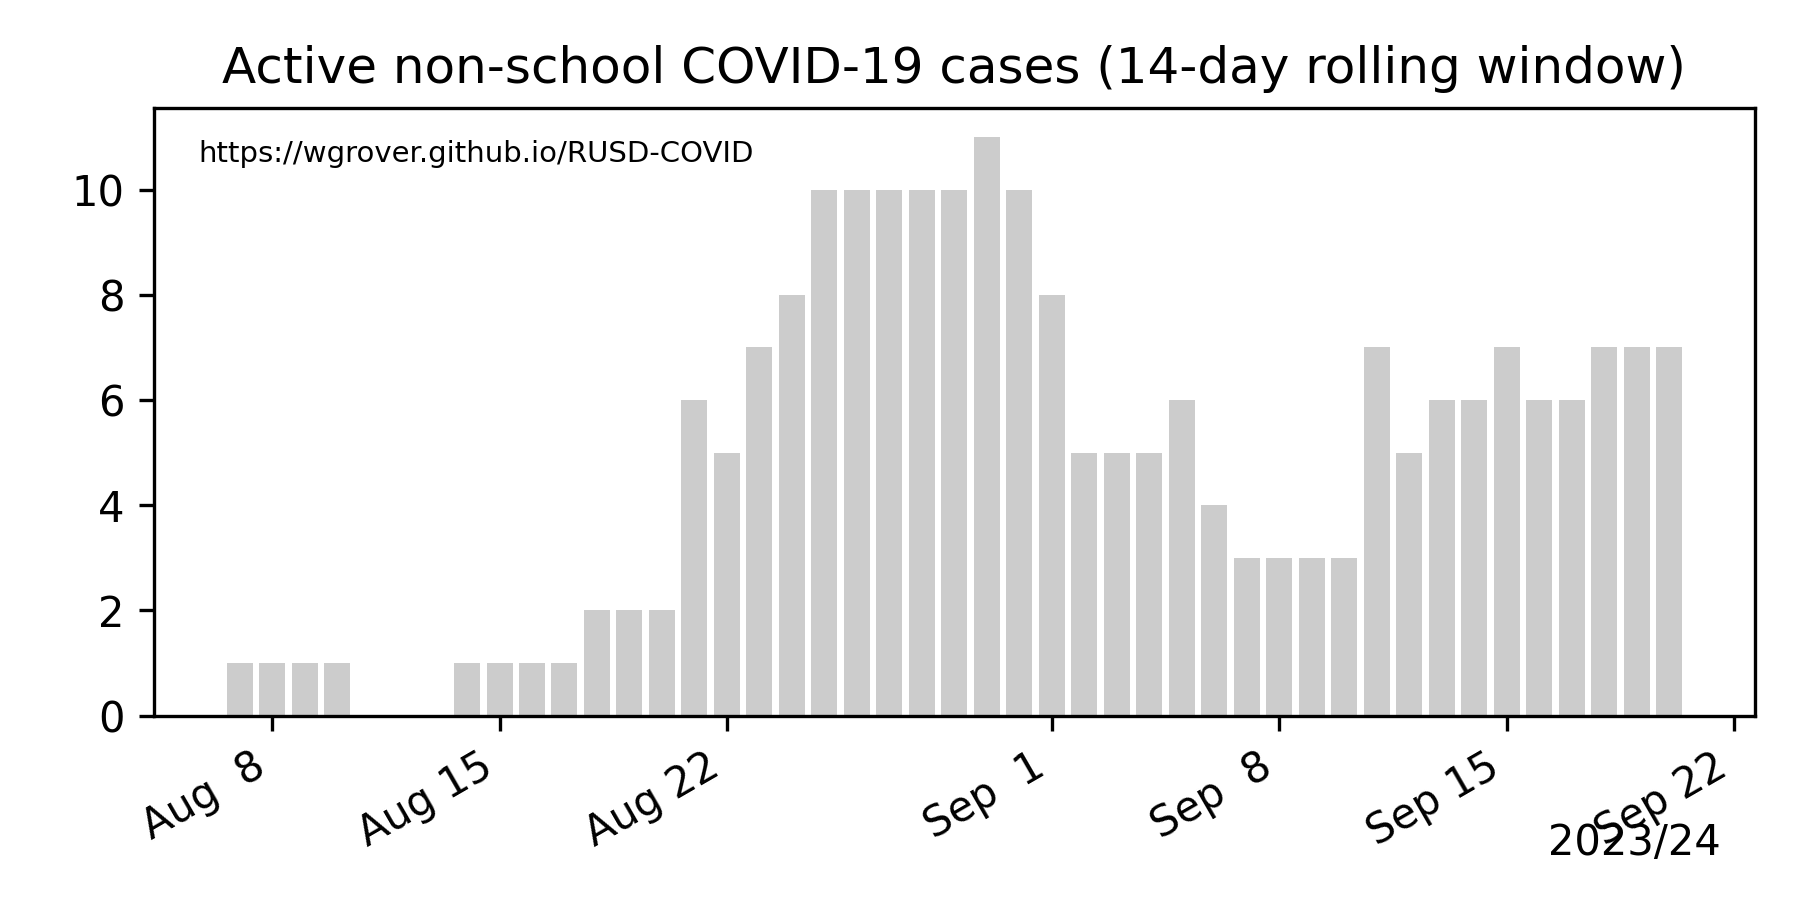 Active non-school COVID-19 cases (14-day rolling window)
https://wgrover.github.io/RUSD-COVID
10
8
6
4
2
0
Aug 8
Aug 15
Aug 22
Sep 1
Sep 8
Sep 15
Sep 22
2023/24